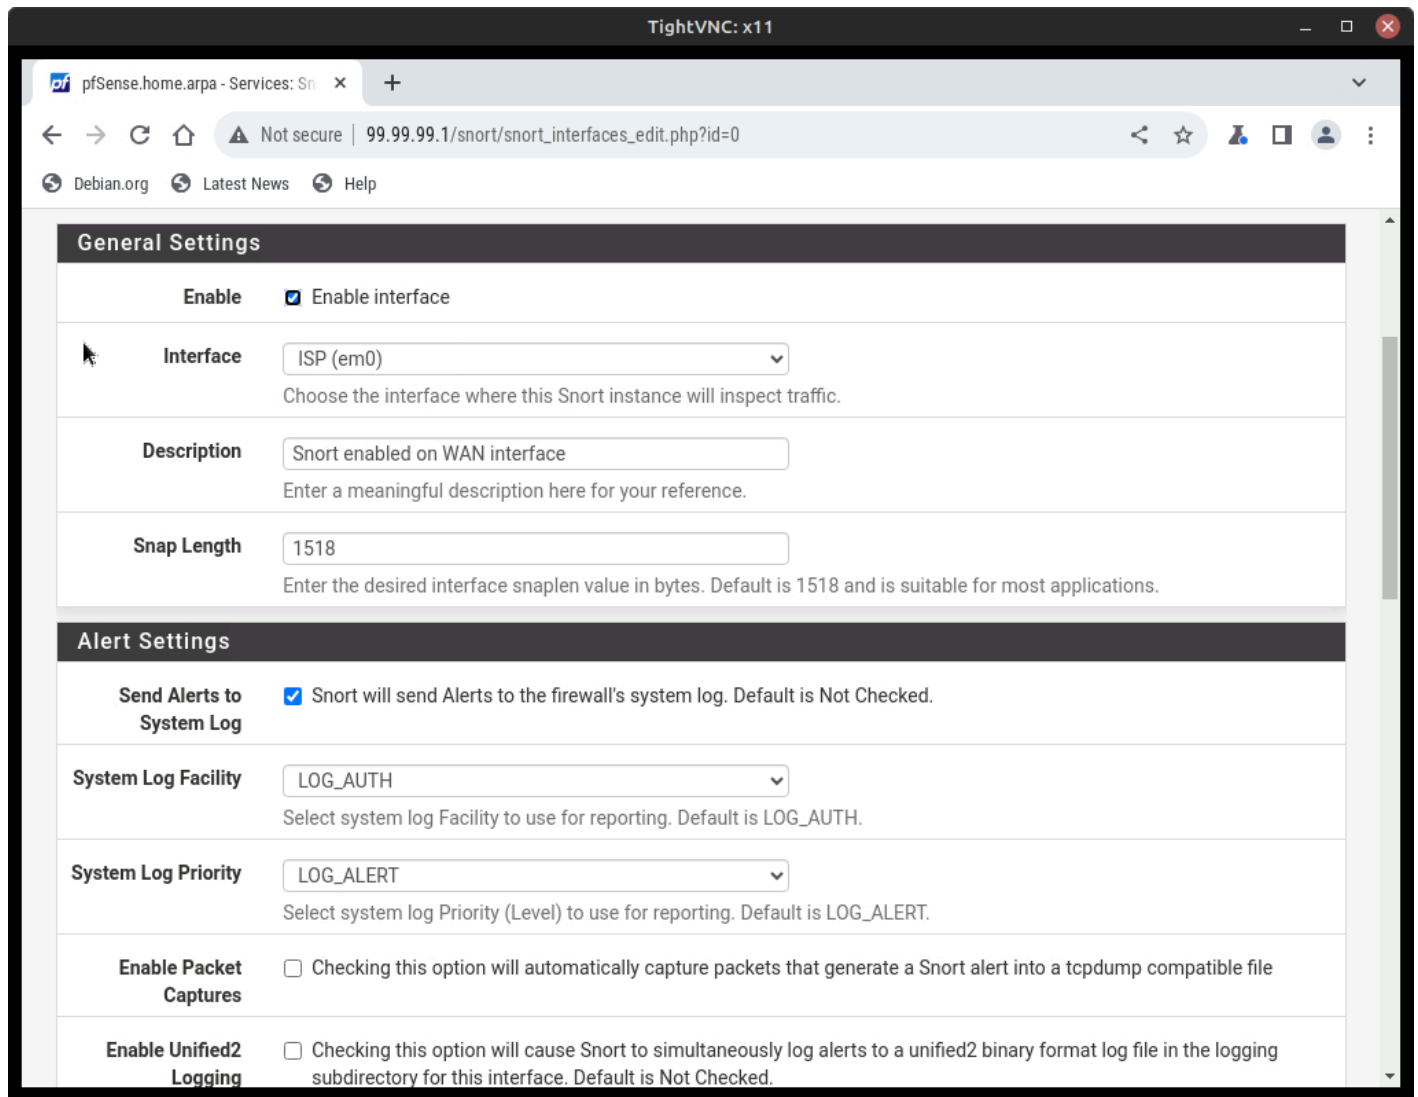 TightVNC: x11
pfSense.home.arpa - Services: Sn
Not secure | 99.99.99.1/snort/snort_interfaces_edit.php?id=0
Debian.org Latest News Help
General Settings
Enable Enable interface
Interface ISP (em0)
Choose the interface where this Snort instance will inspect traffic.
Description Snort enabled on WAN interface
Enter a meaningful description here for your reference.
Snap Length 1518
Enter the desired interface snaplen value in bytes. Default is 1518 and is suitable for most applications.
Alert Settings
Send Alerts to Snort will send Alerts to the firewall's system log. Default is Not Checked.
System Log
System Log Facility LOG_AUTH
Select system log Facility to use for reporting. Default is LOG_AUTH.
System Log Priority LOG_ALERT
Select system log Priority (Level) to use for reporting. Default is LOG_ALERT.
Enable Packet Checking this option will automatically capture packets that generate a Snort alert into a tcpdump compatible file
Captures
Enable Unified2 Checking this option will cause Snort to simultaneously log alerts to a unified2 binary format log file in the logging
Logging subdirectory for this interface. Default is Not Checked.